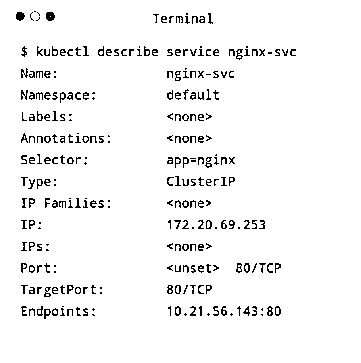 Terminal
$ kubectl describe service nginx-svc
Name: nginx-svc
Namespace: default
Labels: <none>
Annotations: <none>
Selector: app=nginx
Type: ClusterIP
IP Families: <none>
IP: 172.20.69.253
IPs: <none>
Port: <unset> 80/TCP
TargetPort: 80/TCP
Endpoints: 10.21.56.143:80